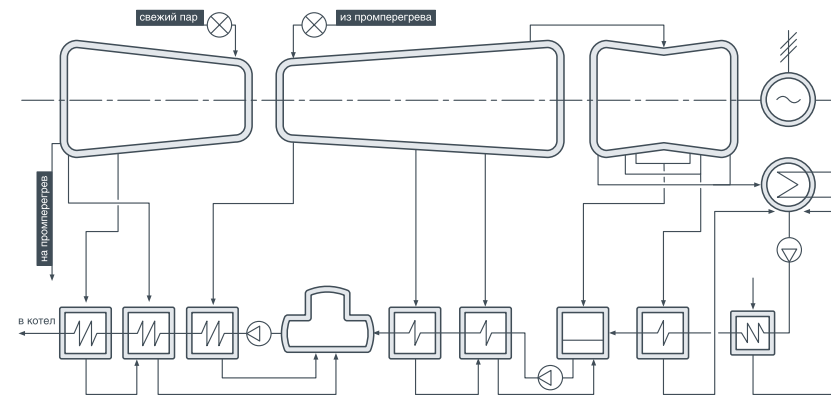 свежий пар
из промперегрева
на промперегрев
в котел